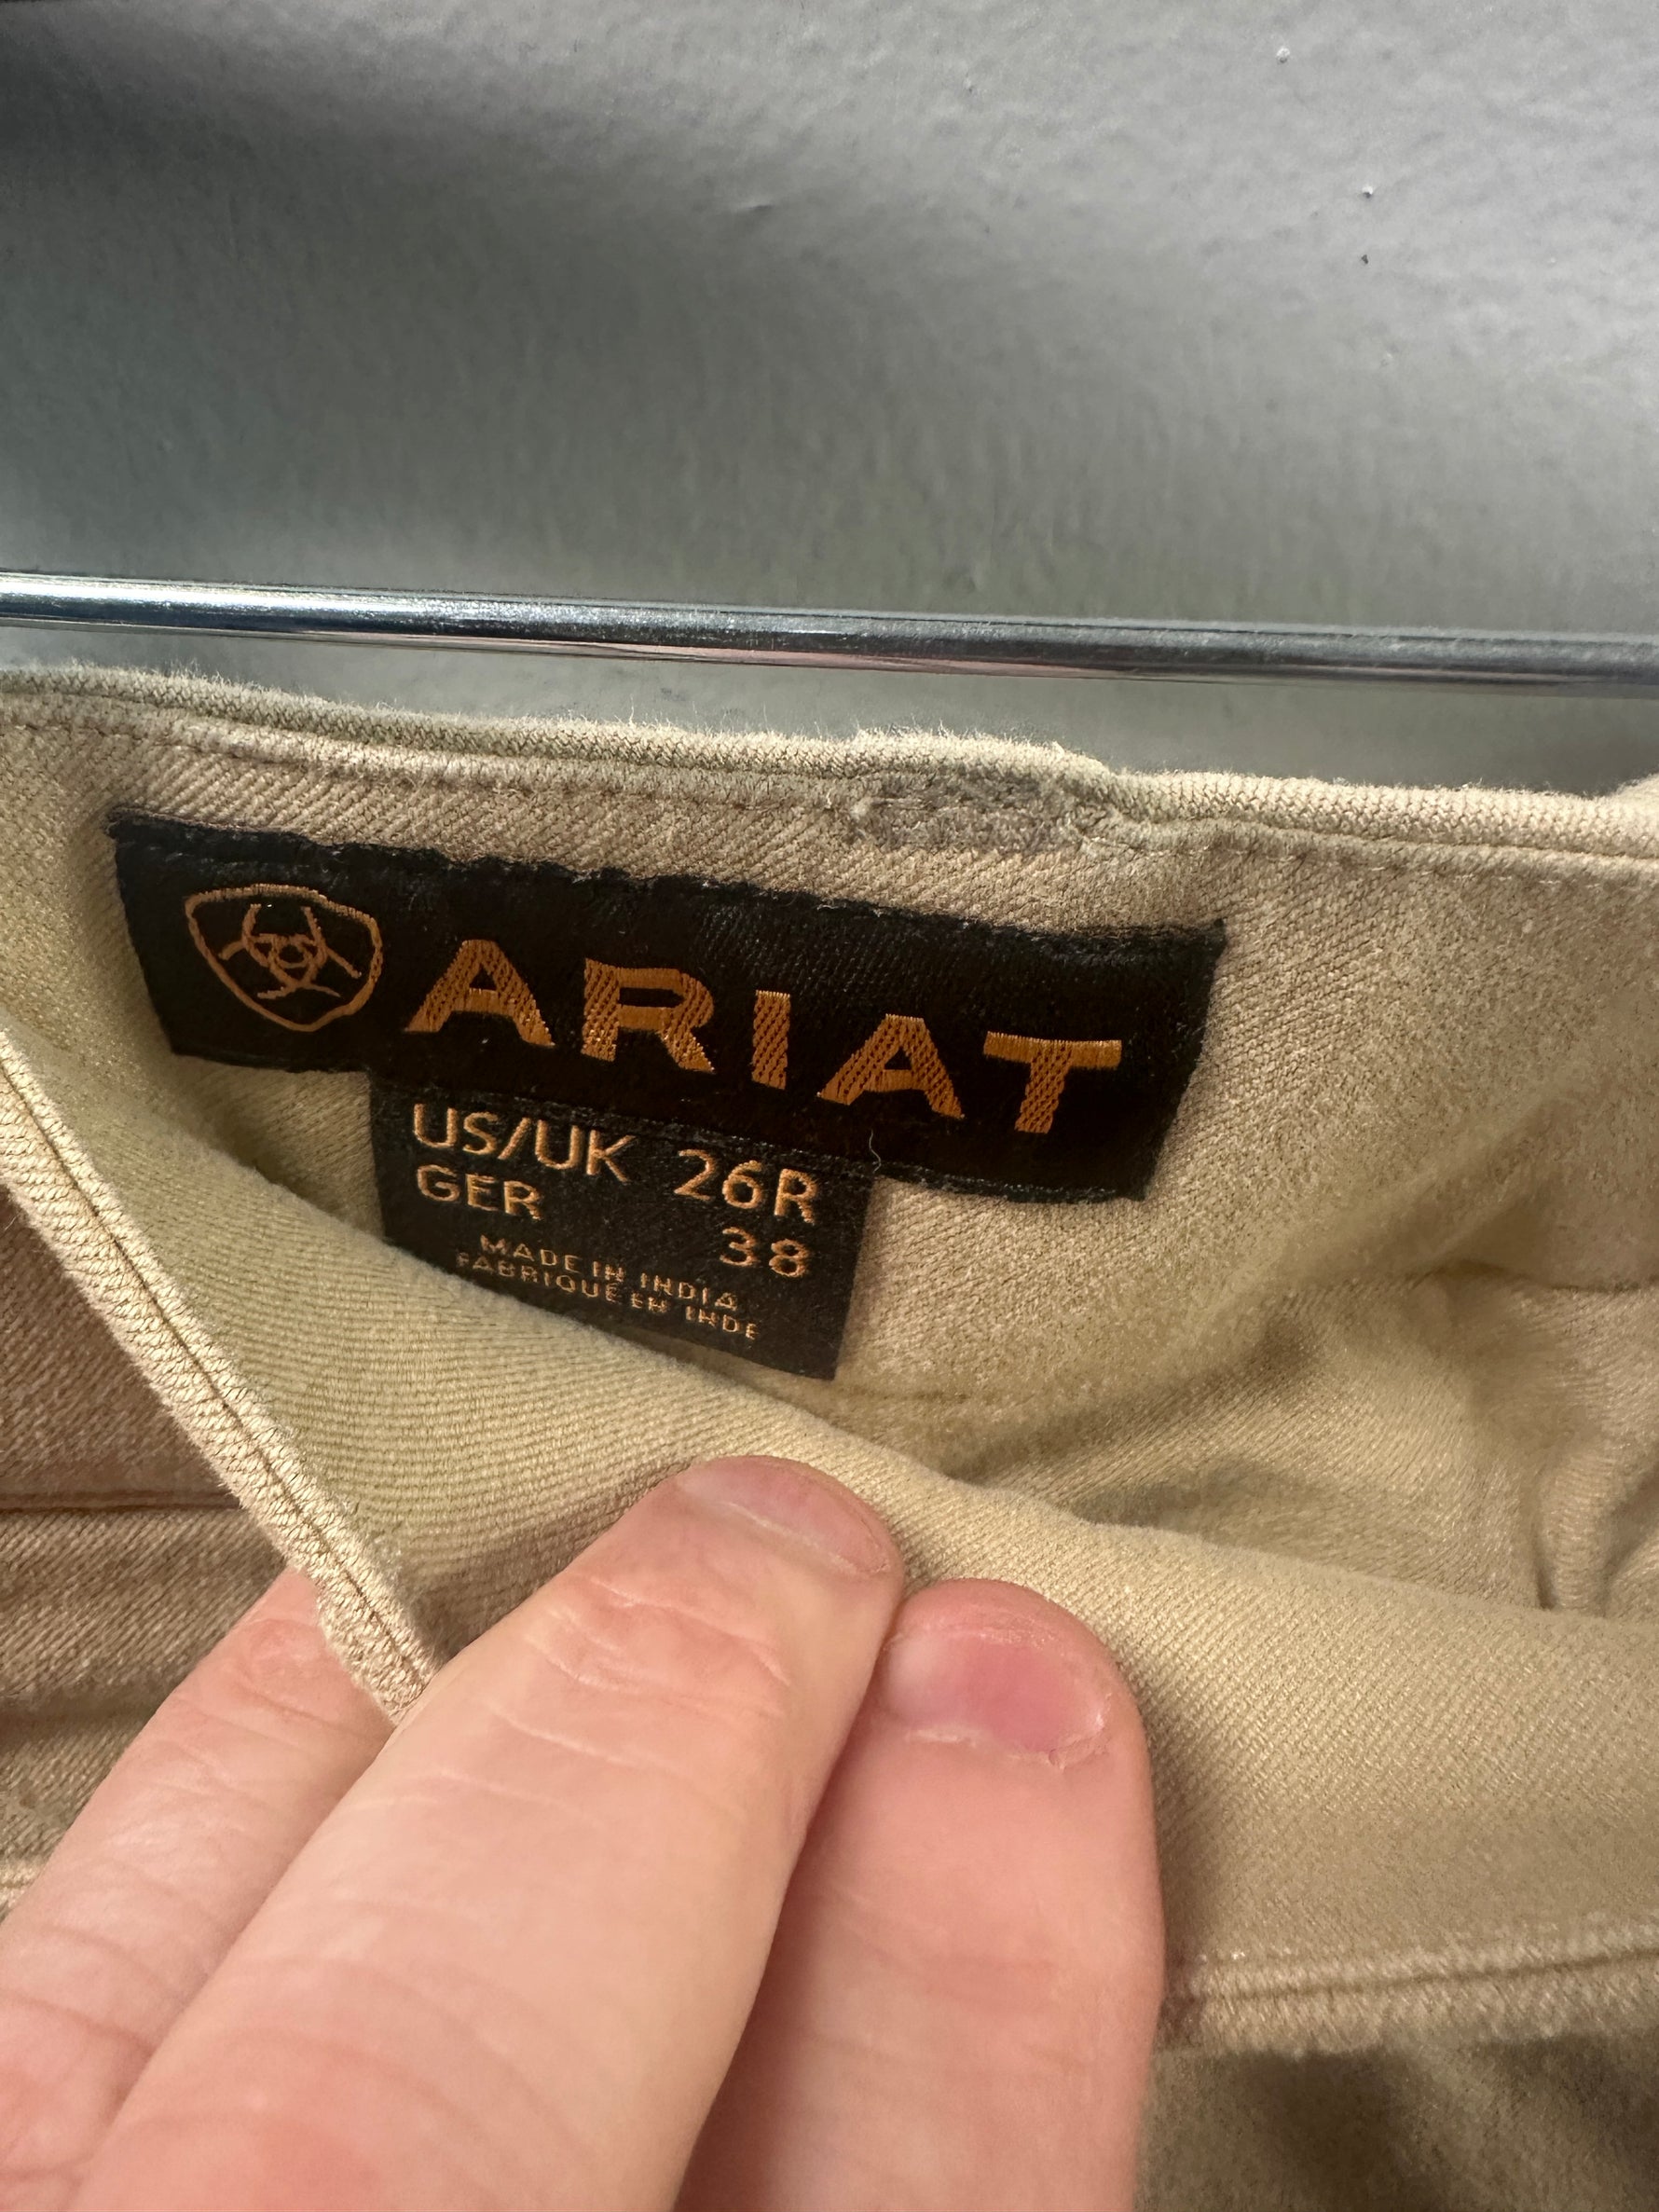 ARIAT
US/UK 26R
GER 38
MADE IN INDIA
FABRIQUÉ EN INDE